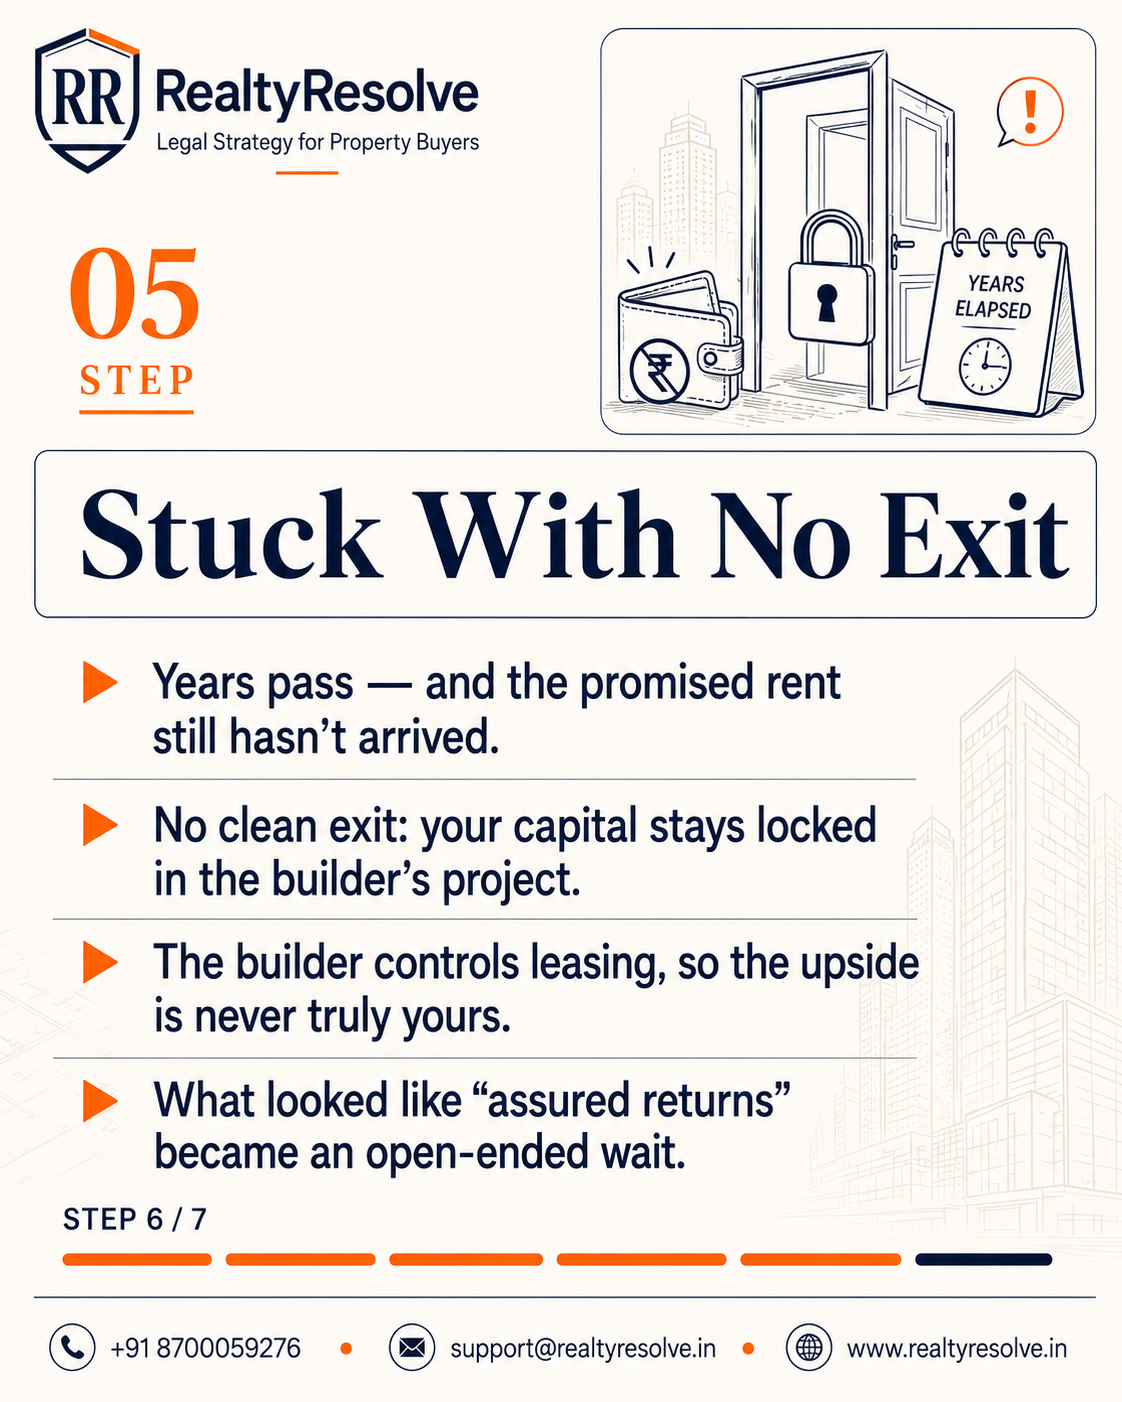 RR
RealtyResolve
Legal Strategy for Property Buyers
05
STEP
!
YEARS
ELAPSED
₹
Stuck With No Exit
Years pass — and the promised rent
still hasn’t arrived.
No clean exit: your capital stays locked
in the builder’s project.
The builder controls leasing, so the upside
is never truly yours.
What looked like “assured returns”
became an open-ended wait.
STEP 6 / 7
+91 8700059276 • support@realtyresolve.in • www.realtyresolve.in